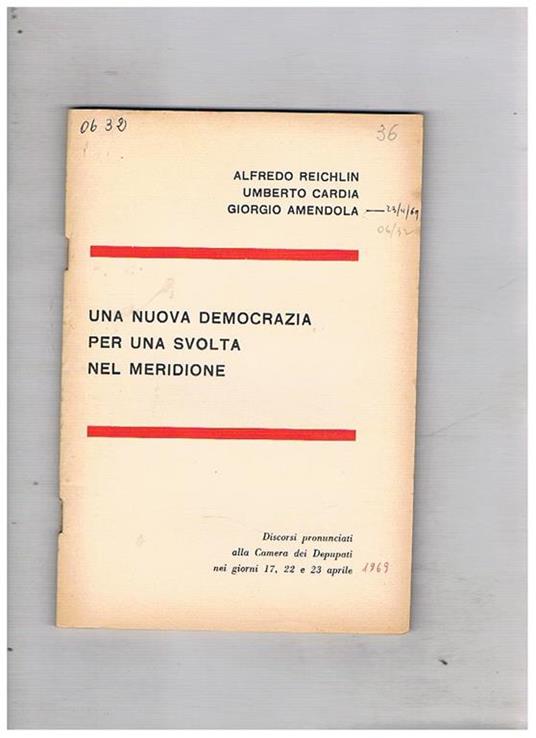 06 32
36
ALFREDO REICHLIN
UMBERTO CARDIA
GIORGIO AMENDOLA — 23/4/69
06/32
UNA NUOVA DEMOCRAZIA
PER UNA SVOLTA
NEL MERIDIONE
Discorsi pronunciati
alla Camera dei Depupati
nei giorni 17, 22 e 23 aprile 1969